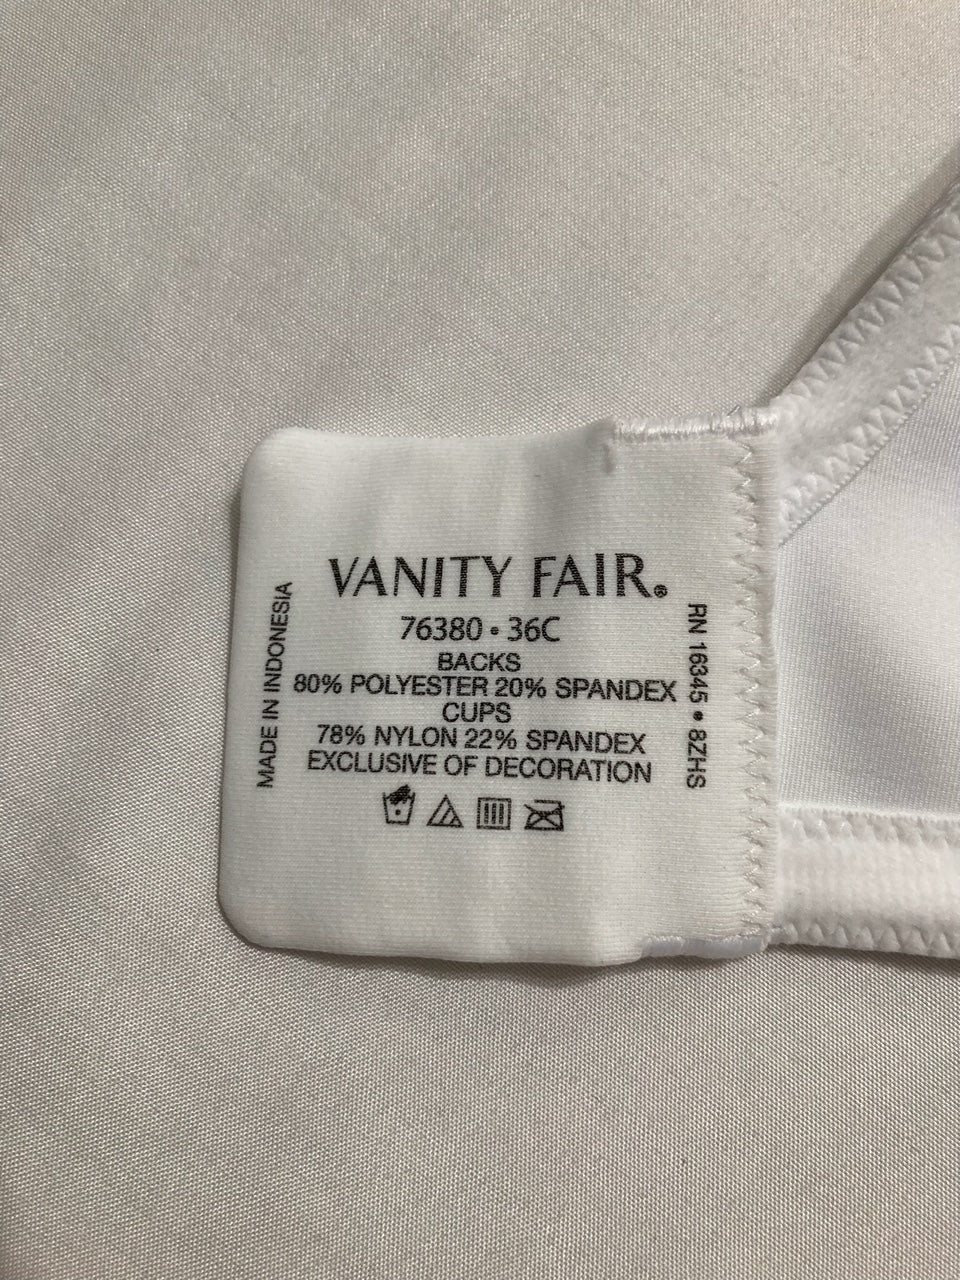 VANITY FAIR®
76380 • 36C
BACKS
80% POLYESTER 20% SPANDEX
CUPS
78% NYLON 22% SPANDEX
EXCLUSIVE OF DECORATION
MADE IN INDONESIA
RN 16345 • 8ZHS